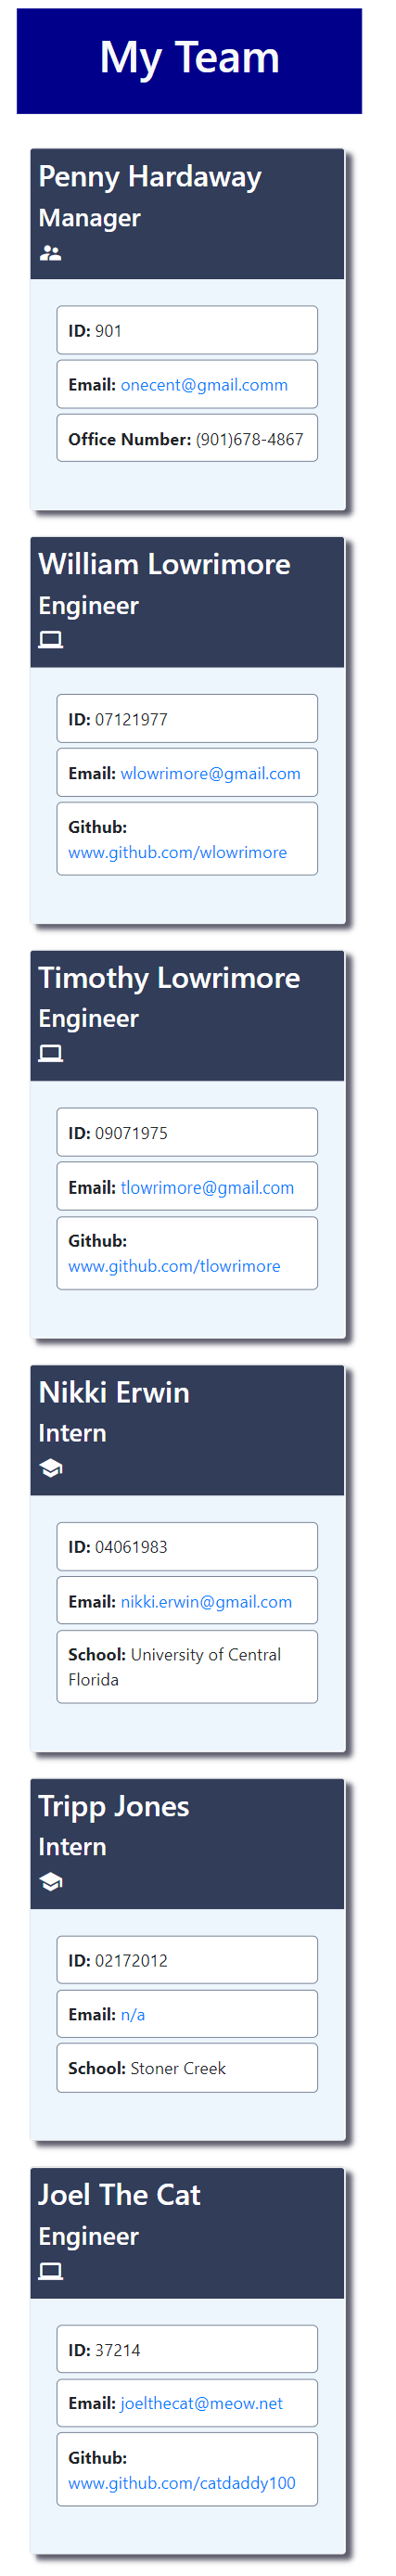 My Team
Penny Hardaway
Manager
ID: 901
Email: onecent@gmail.comm
Office Number: (901)678-4867
William Lowrimore
Engineer
ID: 07121977
Email: wlowrimore@gmail.com
Github:
www.github.com/wlowrimore
Timothy Lowrimore
Engineer
ID: 09071975
Email: tlowrimore@gmail.com
Github:
www.github.com/tlowrimore
Nikki Erwin
Intern
ID: 04061983
Email: nikki.erwin@gmail.com
School: University of Central
Florida
Tripp Jones
Intern
ID: 02172012
Email: n/a
School: Stoner Creek
Joel The Cat
Engineer
ID: 37214
Email: joelthecat@meow.net
Github:
www.github.com/catdaddy100